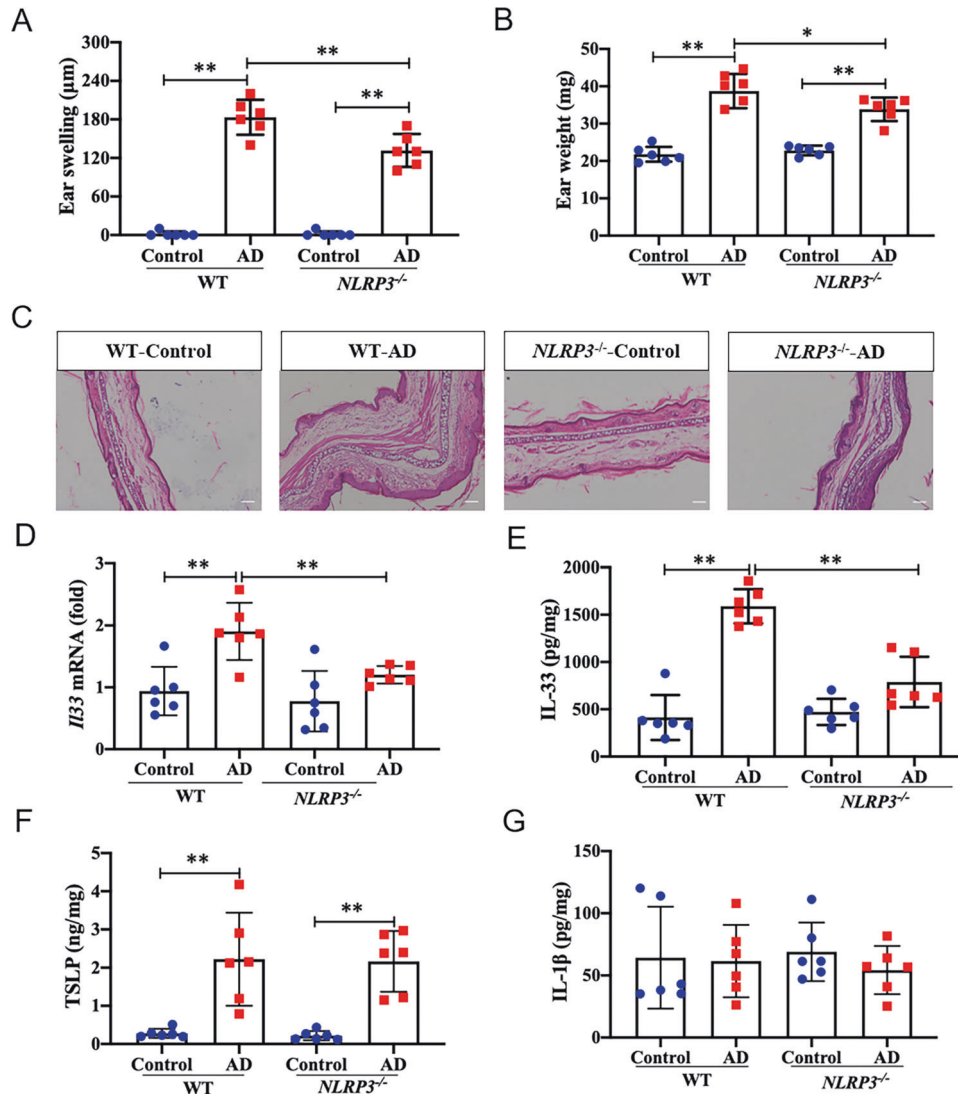 A
Ear swelling (μm)
300
240
180
120
60
0
**
**
**
Control
AD
Control
AD
WT
NLRP3-/-
B
Ear weight (mg)
50
40
30
20
10
0
**
*
**
Control
AD
Control
AD
WT
NLRP3-/-
C
WT-Control
WT-AD
NLRP3-/--Control
NLRP3-/--AD
D
Il33 mRNA (fold)
3
2
1
0
**
**
Control
AD
Control
AD
WT
NLRP3-/-
E
IL-33 (pg/mg)
2000
1500
1000
500
0
**
**
Control
AD
Control
AD
WT
NLRP3-/-
F
TSLP (ng/mg)
5
4
3
2
1
0
**
**
Control
AD
Control
AD
WT
NLRP3-/-
G
IL-1β (pg/mg)
150
100
50
0
Control
AD
Control
AD
WT
NLRP3-/-